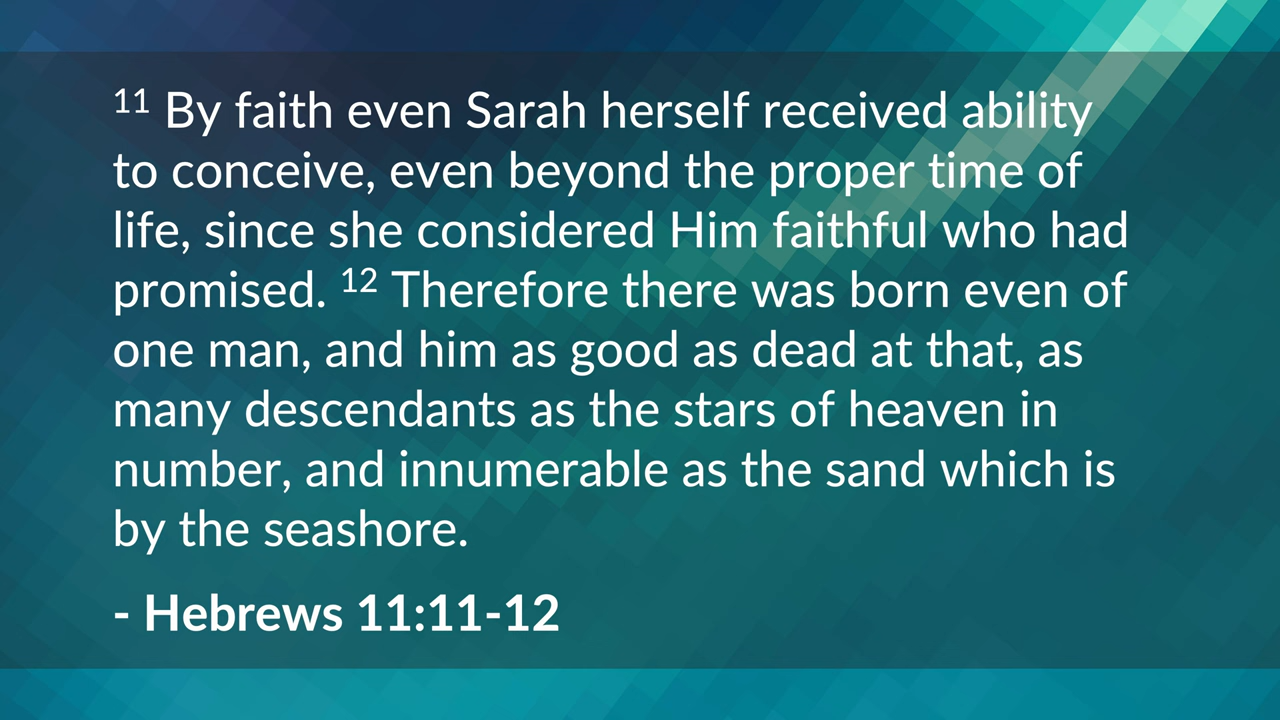 11 By faith even Sarah herself received ability
to conceive, even beyond the proper time of
life, since she considered Him faithful who had
promised. 12 Therefore there was born even of
one man, and him as good as dead at that, as
many descendants as the stars of heaven in
number, and innumerable as the sand which is
by the seashore.
- Hebrews 11:11-12